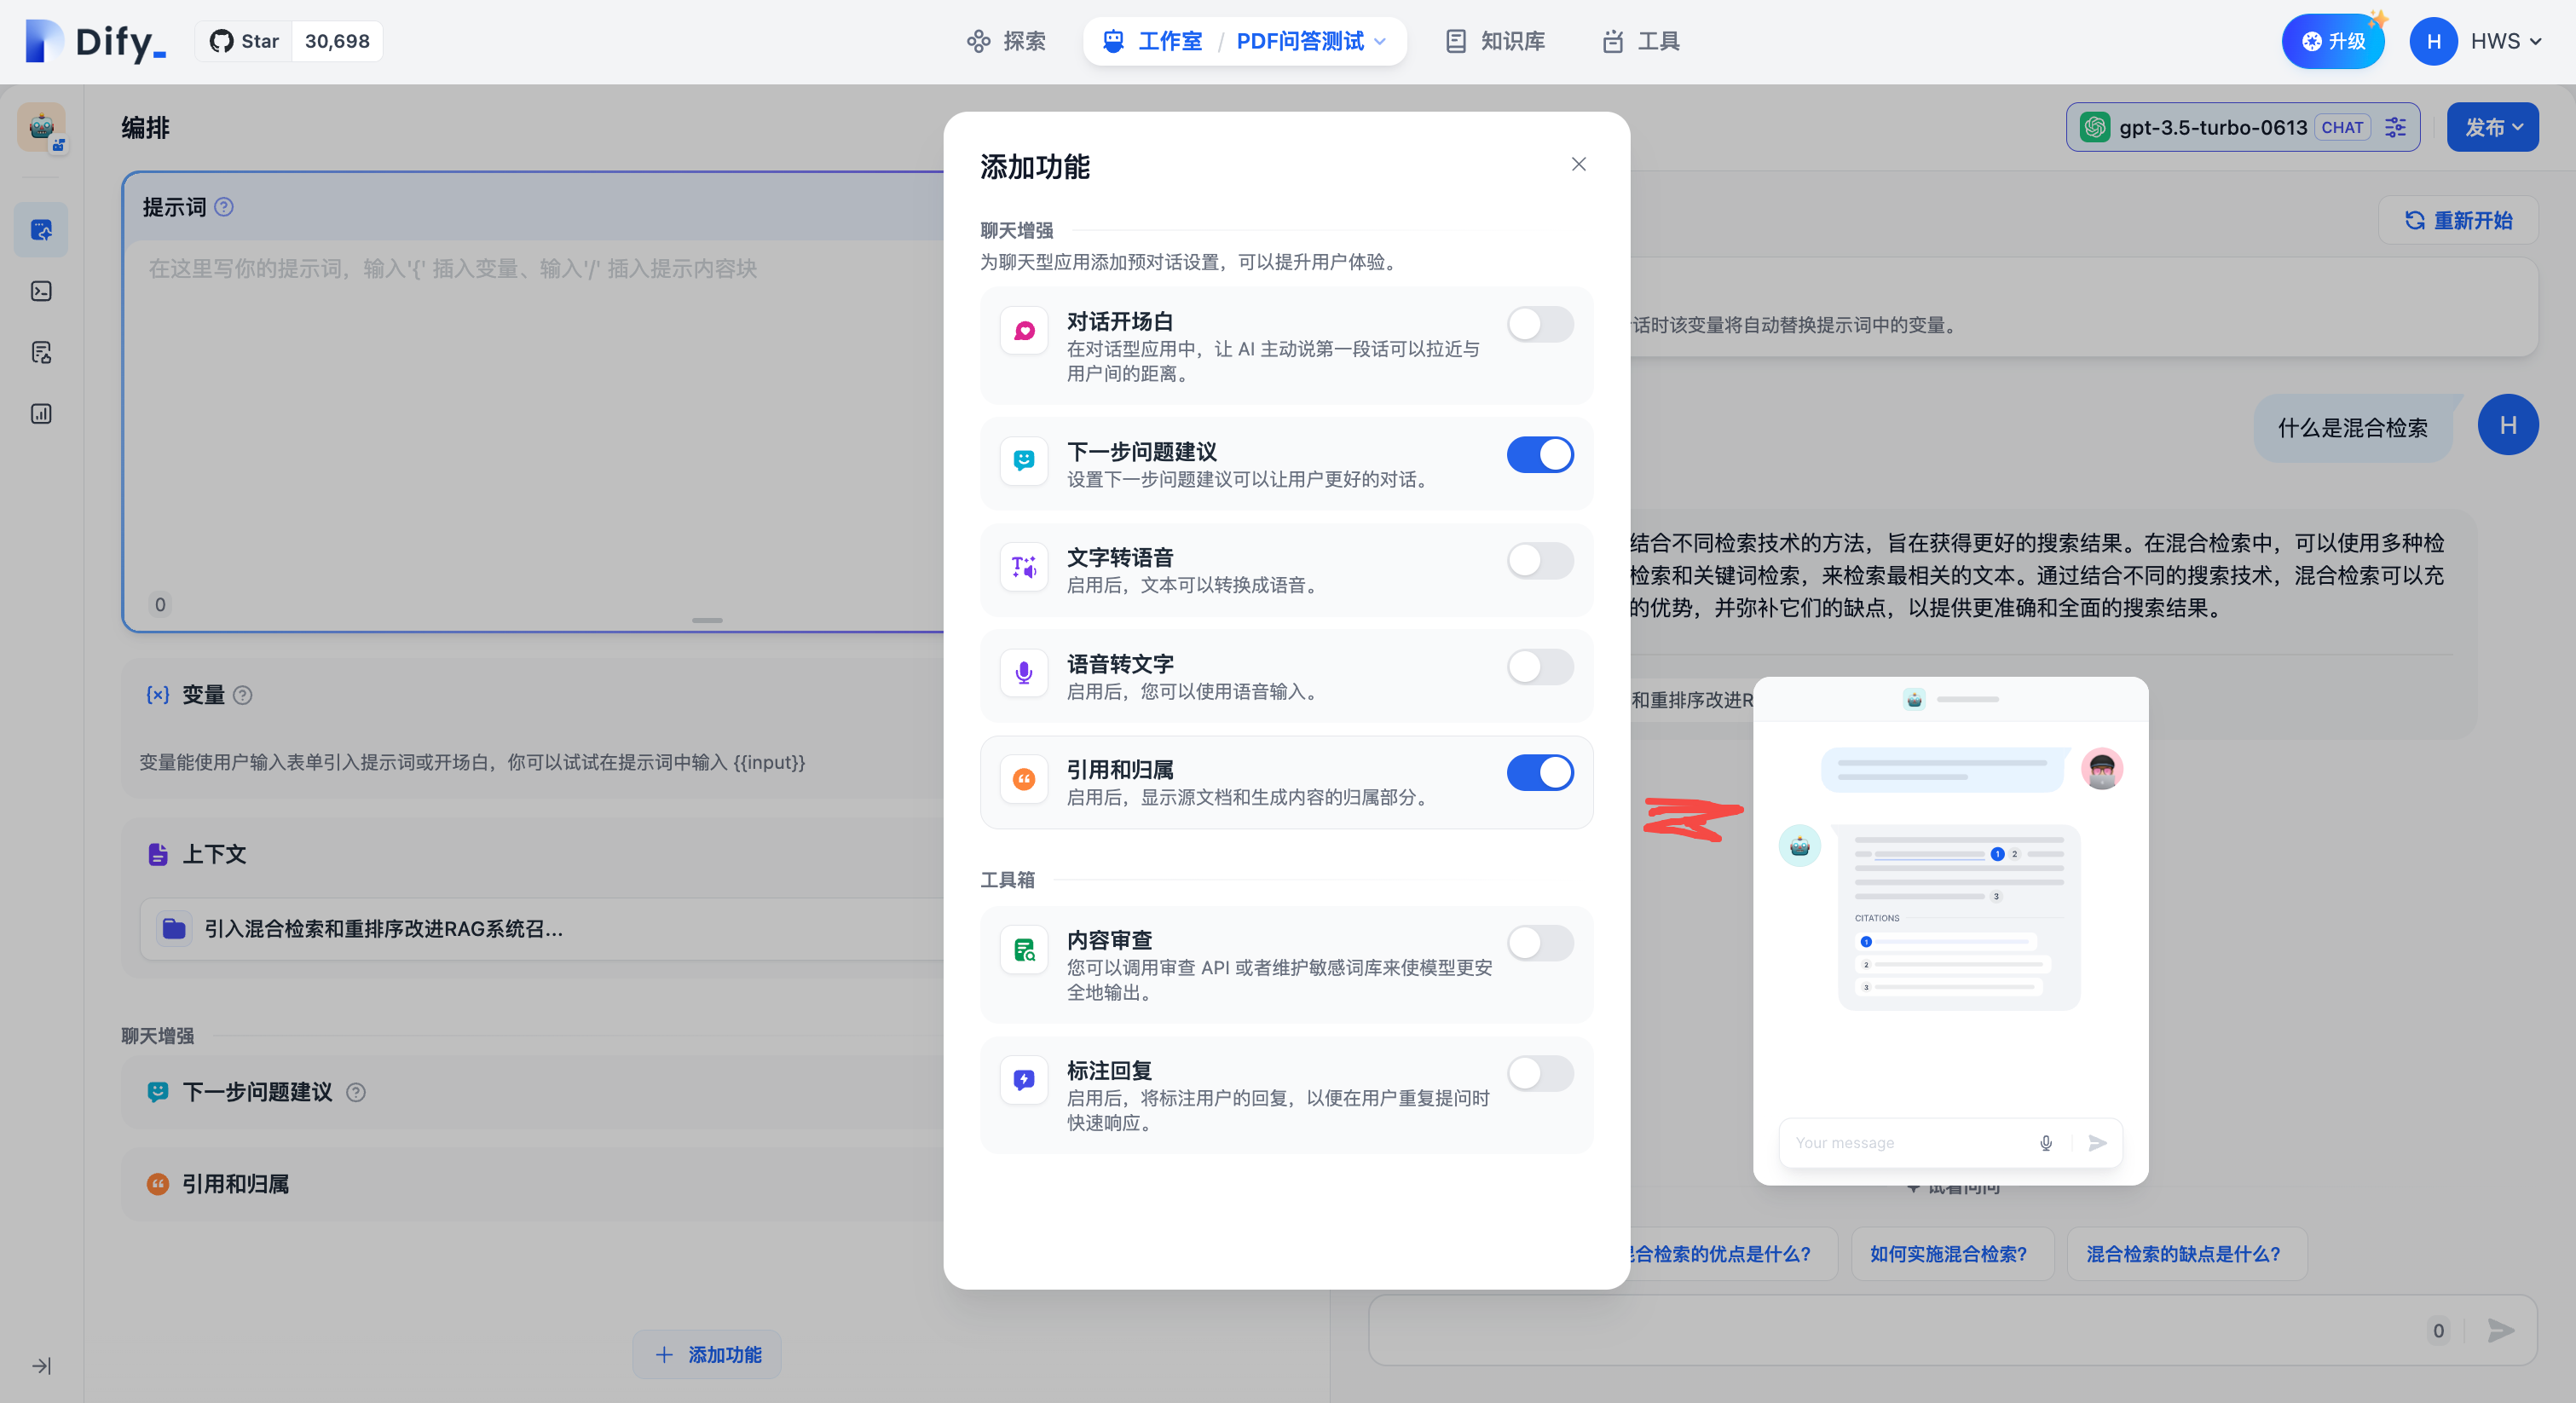 Dify_
Star 30,698
探索
工作室 / PDF问答测试
知识库
工具
升级
H HWS
编排
gpt-3.5-turbo-0613 CHAT
发布
提示词
在这里写你的提示词，输入'{' 插入变量、输入'/' 插入提示内容块
0
变量
变量能使用户输入表单引入提示词或开场白，你可以试试在提示词中输入 {{input}}
上下文
引入混合检索和重排序改进RAG系统召...
聊天增强
下一步问题建议
引用和归属
添加功能
添加功能
聊天增强
为聊天型应用添加预对话设置，可以提升用户体验。
对话开场白
在对话型应用中，让 AI 主动说第一段话可以拉近与
用户间的距离。
下一步问题建议
设置下一步问题建议可以让用户更好的对话。
文字转语音
启用后，文本可以转换成语音。
语音转文字
启用后，您可以使用语音输入。
引用和归属
启用后，显示源文档和生成内容的归属部分。
工具箱
内容审查
您可以调用审查 API 或者维护敏感词库来使模型更安
全地输出。
标注回复
启用后，将标注用户的回复，以便在用户重复提问时
快速响应。
重新开始
话时该变量将自动替换提示词中的变量。
什么是混合检索
H
结合不同检索技术的方法，旨在获得更好的搜索结果。在混合检索中，可以使用多种检
检索和关键词检索，来检索最相关的文本。通过结合不同的搜索技术，混合检索可以充
的优势，并弥补它们的缺点，以提供更准确和全面的搜索结果。
和重排序改进R
1 2
3
CITATIONS
1
2
3
Your message
合检索的优点是什么?
如何实施混合检索?
混合检索的缺点是什么?
0